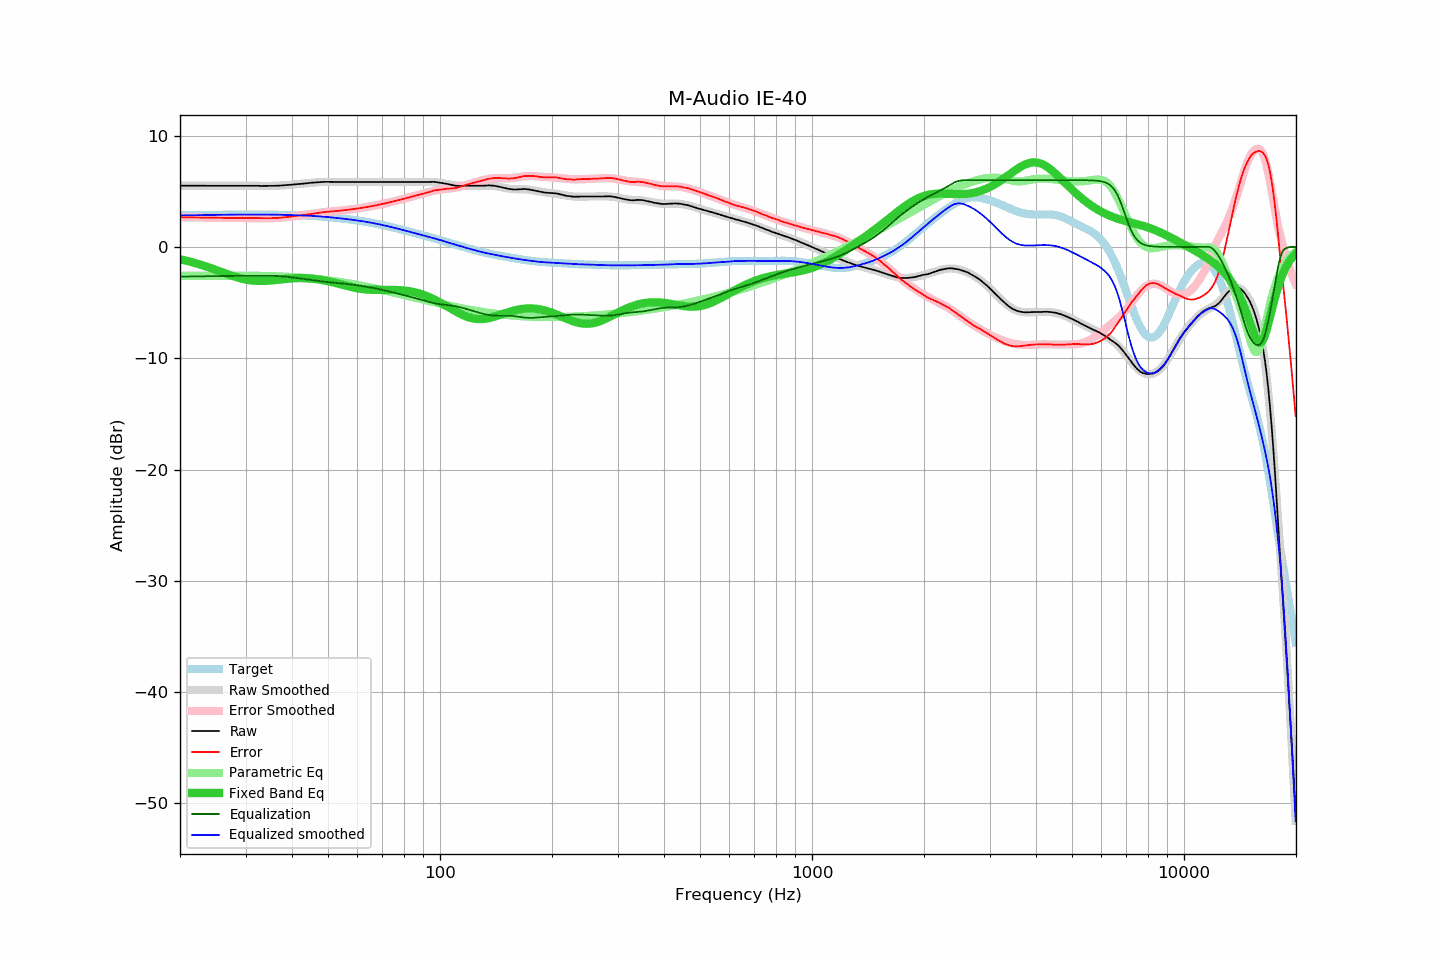 M-Audio IE-40
10
0
−10
−20
−30
−40
−50
Amplitude (dBr)
Target
Raw Smoothed
Error Smoothed
Raw
Error
Parametric Eq
Fixed Band Eq
Equalization
Equalized smoothed
100
1000
10000
Frequency (Hz)